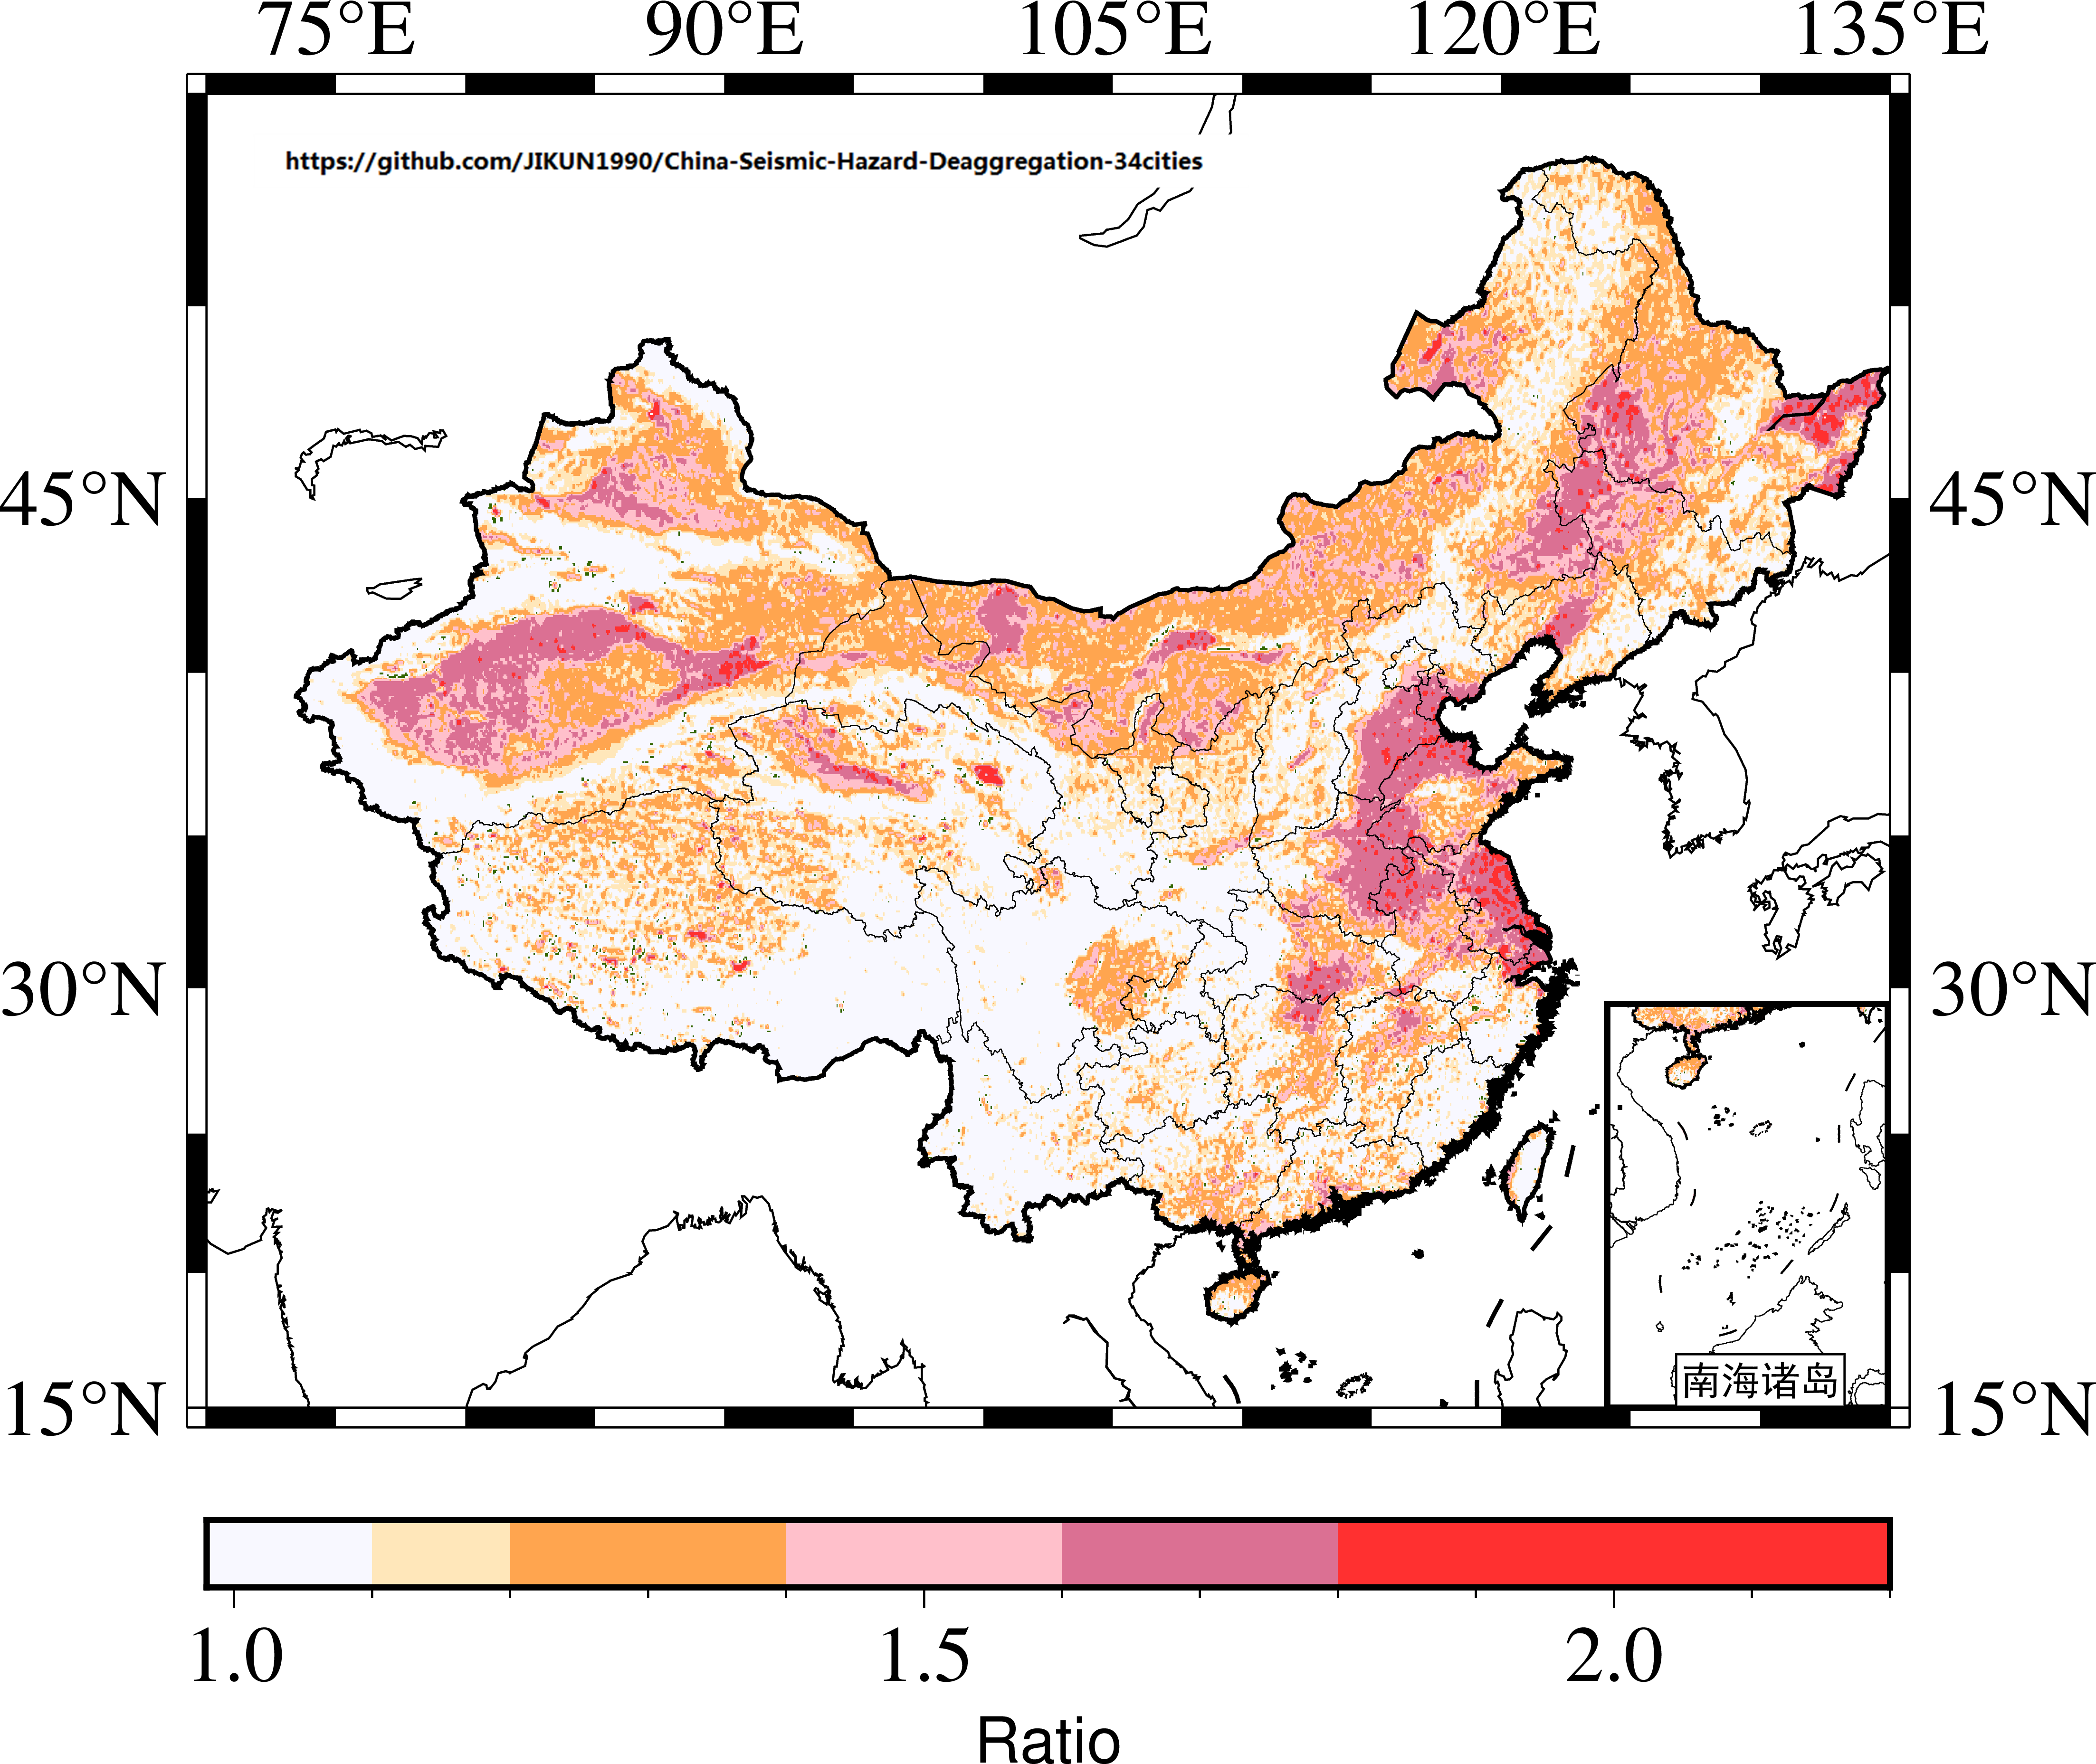 75°E 90°E 105°E 120°E 135°E
https://github.com/JIKUN1990/China-Seismic-Hazard-Deaggregation-34cities
45°N 45°N
30°N 30°N
南海诸岛
15°N 15°N
1.0 1.5 2.0
Ratio